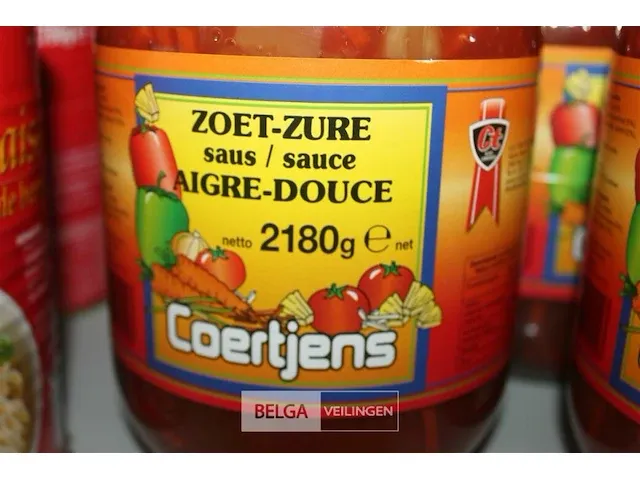 ZOET-ZURE
saus / sauce
AIGRE-DOUCE
netto 2180g e net
Coertjens
Ct
BELGA VEILINGEN